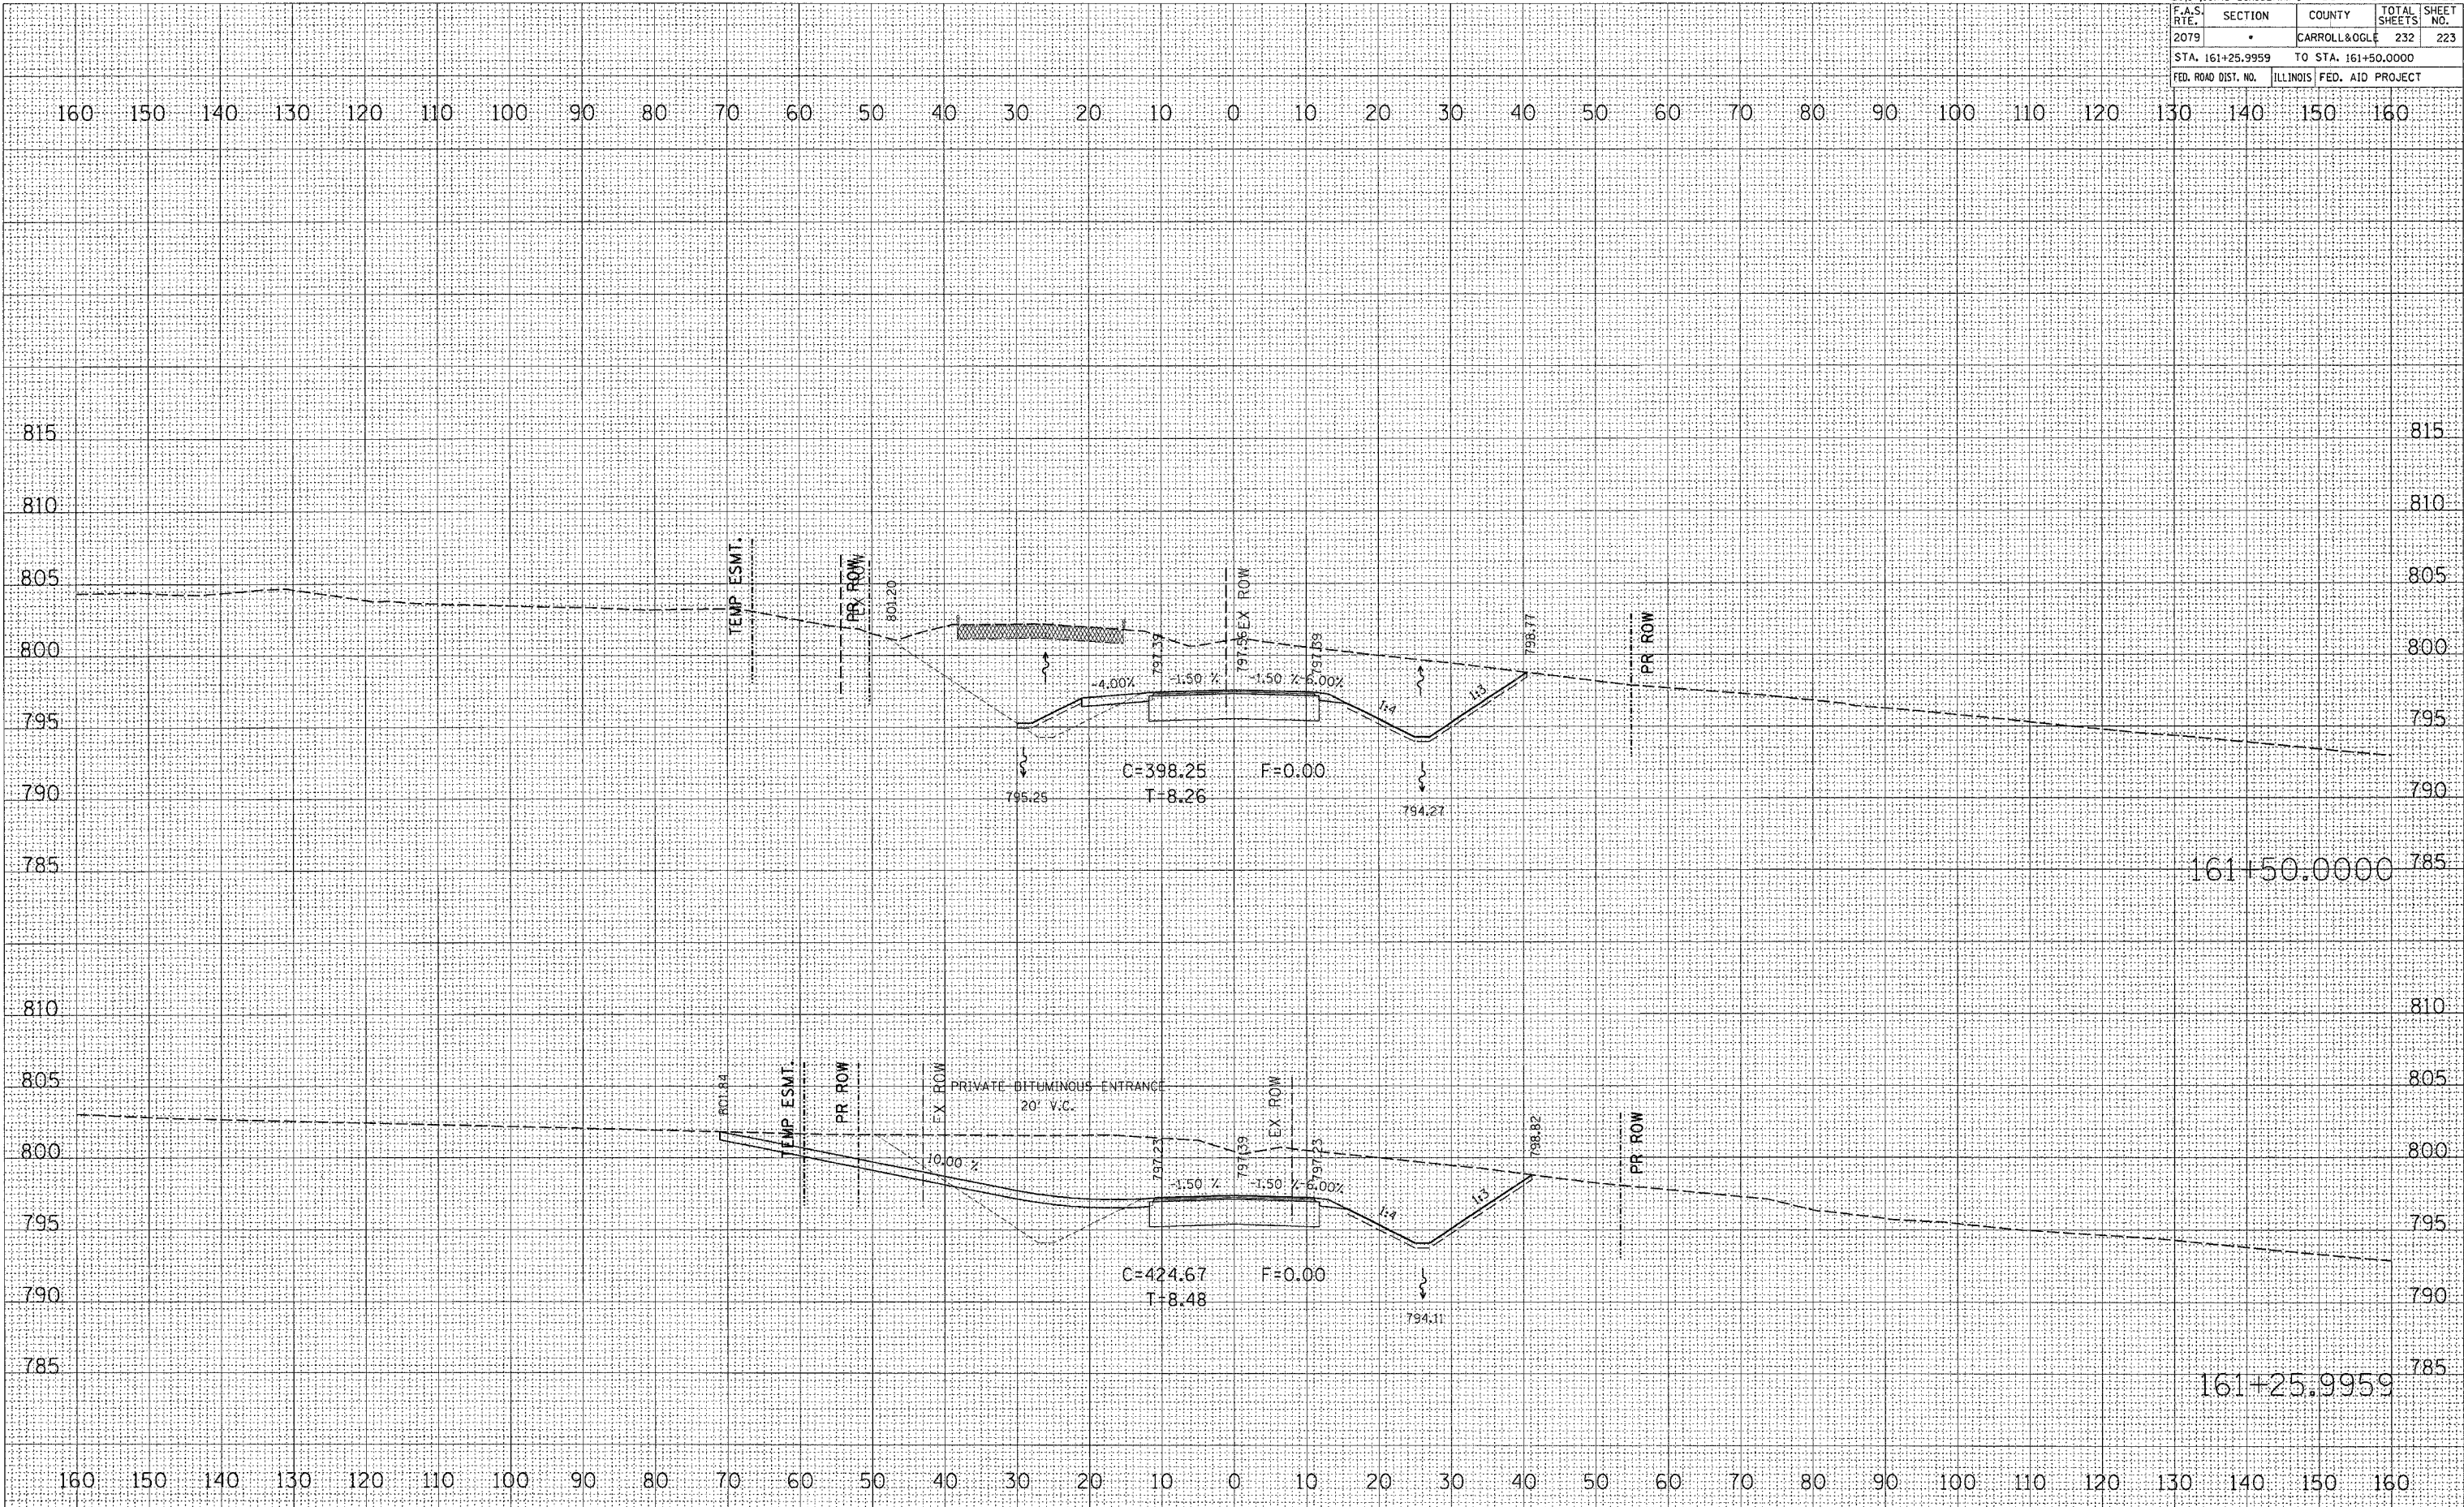 F.A.S. RTE. SECTION COUNTY TOTAL SHEETS SHEET NO.
2079 • CARROLL&OGLE 232 223
STA. 161+25.9959 TO STA. 161+50.0000
FED. ROAD DIST. NO. ILLINOIS FED. AID PROJECT
160 150 140 130 120 110 100 90 80 70 60 50 40 30 20 10 0 10 20 30 40 50 60 70 80 90 100 110 120 130 140 150 160
815 815
810 810
805 TEMP ESMT. PR ROW EX ROW 801.20 EX ROW 805
800 797.39 797.56 797.39 798.77 PR ROW 800
-4.00% -1.50 % -1.50 % -6.00% 1:4 1:3
795 795
C=398.25 F=0.00
790 795.25 T=8.26 794.27 790
785 161+50.0000 785
810 810
805 801.84 TEMP ESMT. PR ROW EX ROW PRIVATE BITUMINOUS ENTRANCE EX ROW 805
20' V.C.
800 10.00 % 797.23 797.39 797.23 798.82 PR ROW 800
-1.50 % -1.50 % -6.00% 1:4 1:3
795 795
C=424.67 F=0.00
790 T=8.48 794.11 790
785 161+25.9959 785
160 150 140 130 120 110 100 90 80 70 60 50 40 30 20 10 0 10 20 30 40 50 60 70 80 90 100 110 120 130 140 150 160